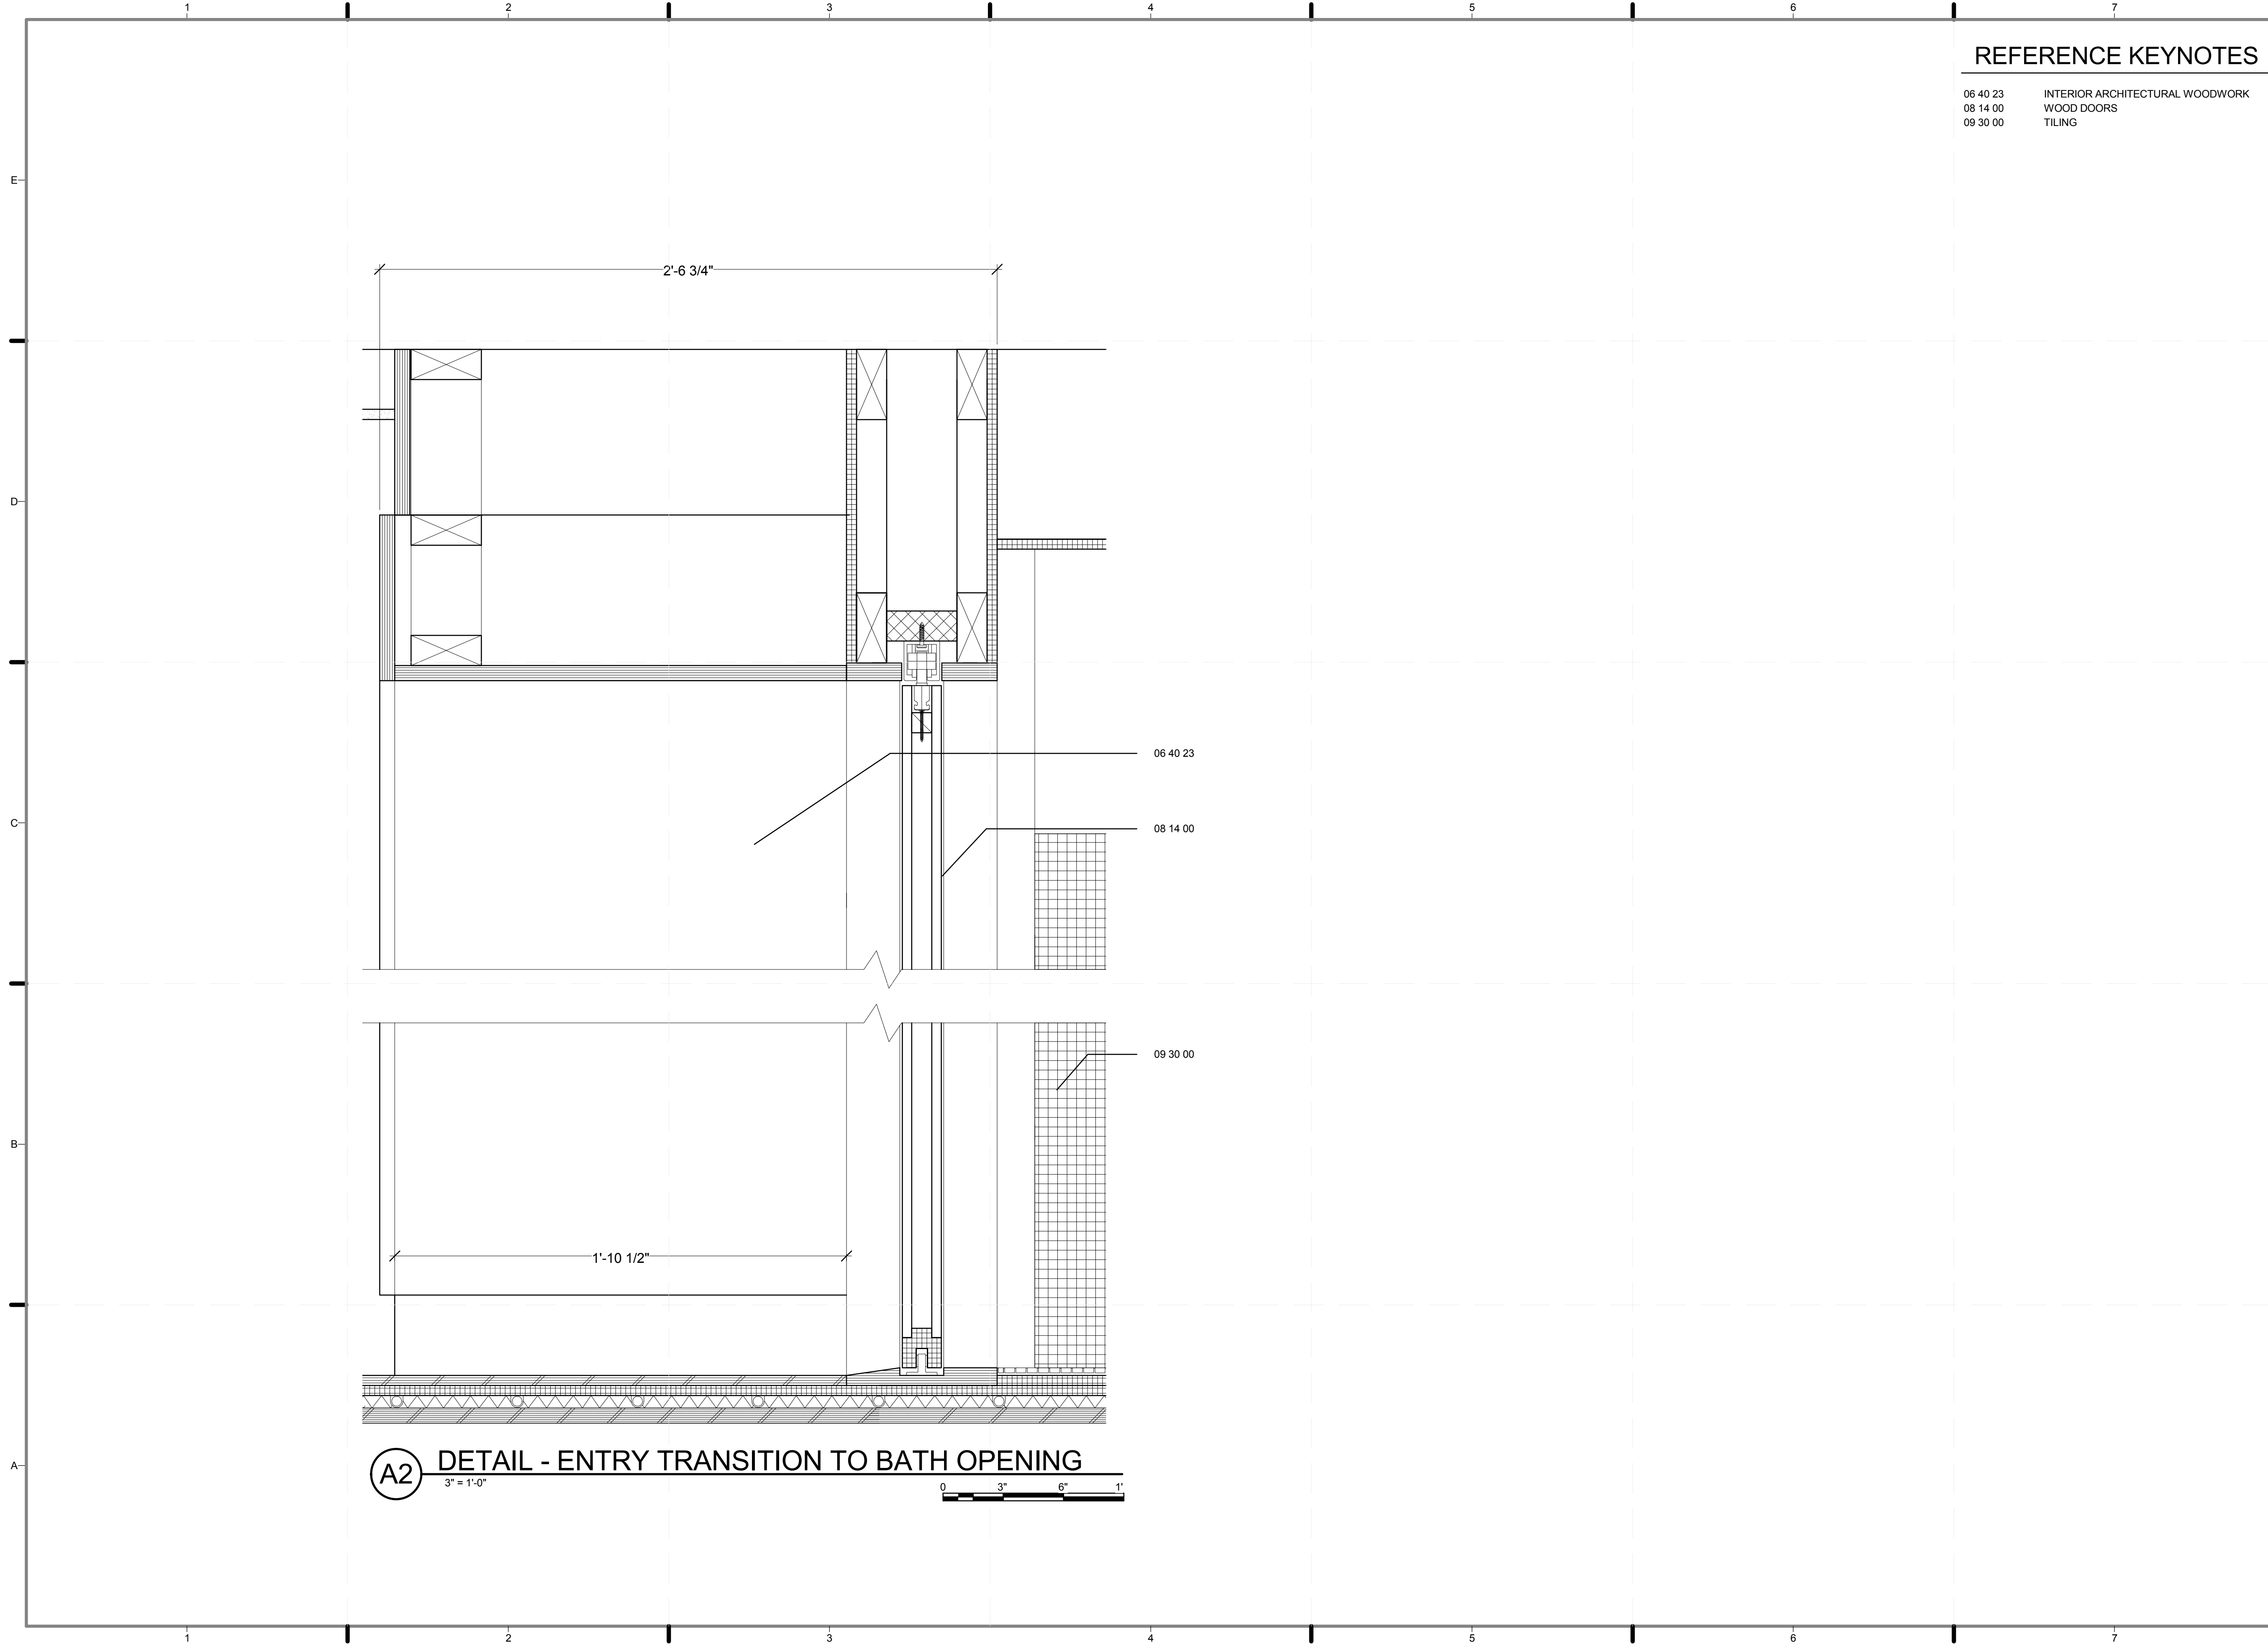 1 2 3 4 5 6 7
REFERENCE KEYNOTES
06 40 23 INTERIOR ARCHITECTURAL WOODWORK
08 14 00 WOOD DOORS
09 30 00 TILING
E
2'-6 3/4"
D
06 40 23
C
08 14 00
09 30 00
B
1'-10 1/2"
A
A2
DETAIL - ENTRY TRANSITION TO BATH OPENING
3" = 1'-0"
0 3" 6" 1'
1 2 3 4 5 6 7